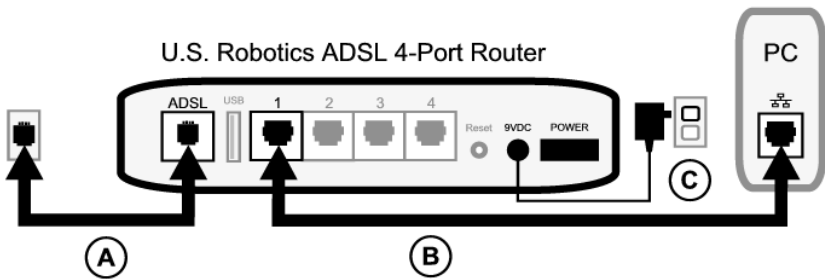 U.S. Robotics ADSL 4-Port Router
PC
ADSL USB 1 2 3 4
Reset 9VDC POWER
C
A
B